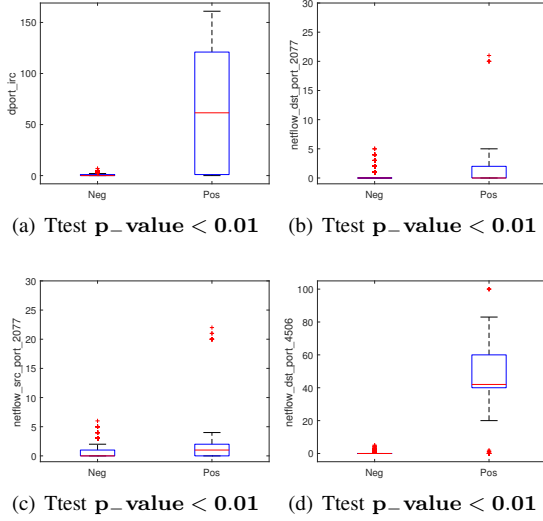 150
100
50
0
dport_irc
Neg
Pos
(a) Ttest p_value < 0.01
30
25
20
15
10
5
0
netflow_dst_port_2077
Neg
Pos
(b) Ttest p_value < 0.01
30
25
20
15
10
5
0
netflow_src_port_2077
Neg
Pos
(c) Ttest p_value < 0.01
100
80
60
40
20
0
netflow_dst_port_4506
Neg
Pos
(d) Ttest p_value < 0.01